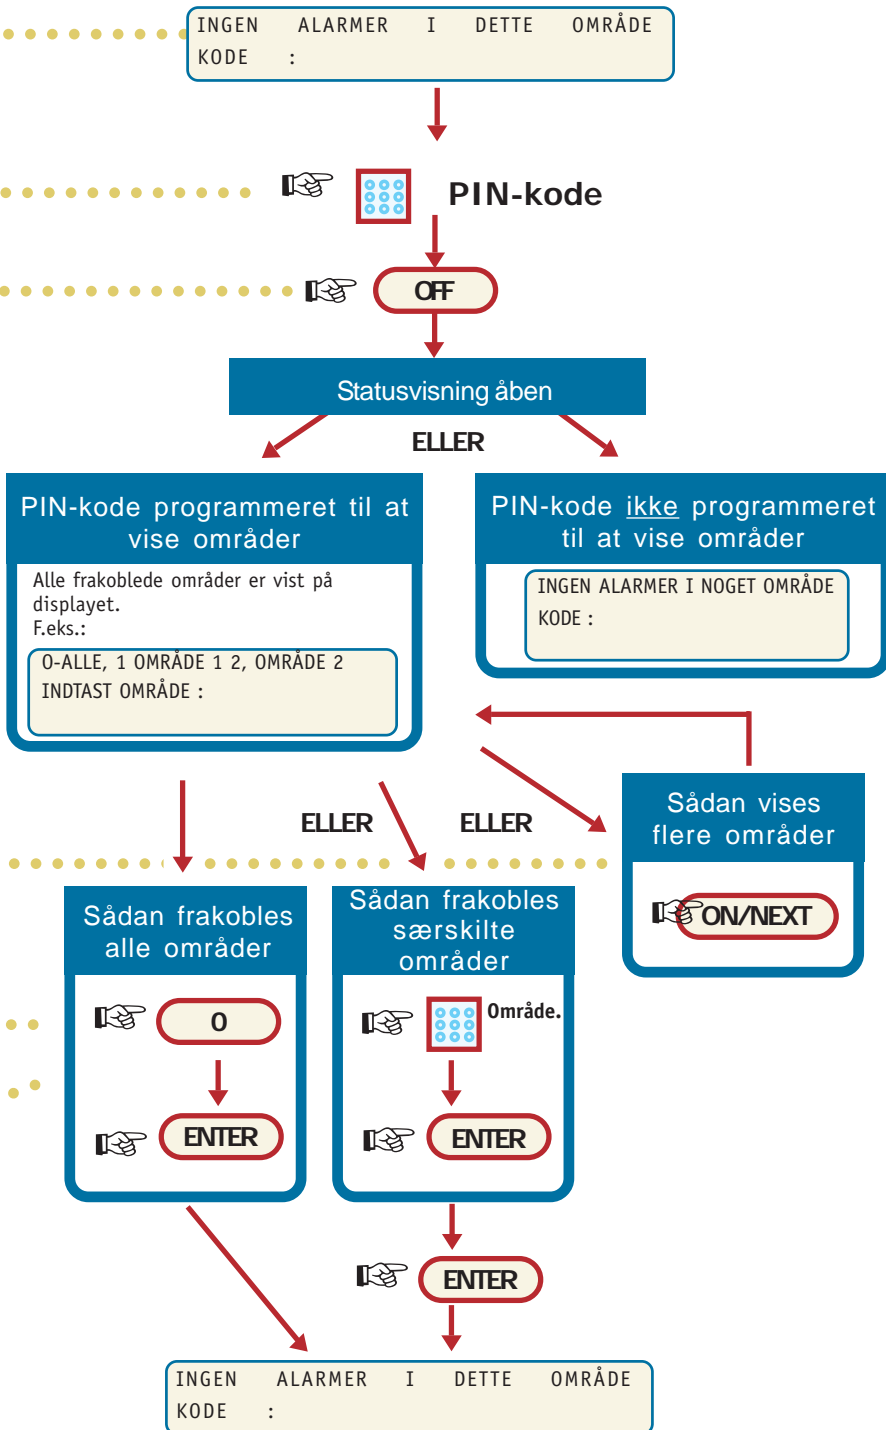 INGEN ALARMER I DETTE OMRÅDE
KODE :
PIN-kode
OFF
Statusvisning åben
ELLER
PIN-kode programmeret til at
vise områder
Alle frakoblede områder er vist på
displayet.
F.eks.:
O-ALLE, 1 OMRÅDE 1 2, OMRÅDE 2
INDTAST OMRÅDE :
PIN-kode ikke programmeret
til at vise områder
INGEN ALARMER I NOGET OMRÅDE
KODE :
ELLER
ELLER
Sådan vises
flere områder
ON/NEXT
Sådan frakobles
alle områder
0
ENTER
Sådan frakobles
særskilte
områder
Område.
ENTER
ENTER
INGEN ALARMER I DETTE OMRÅDE
KODE :